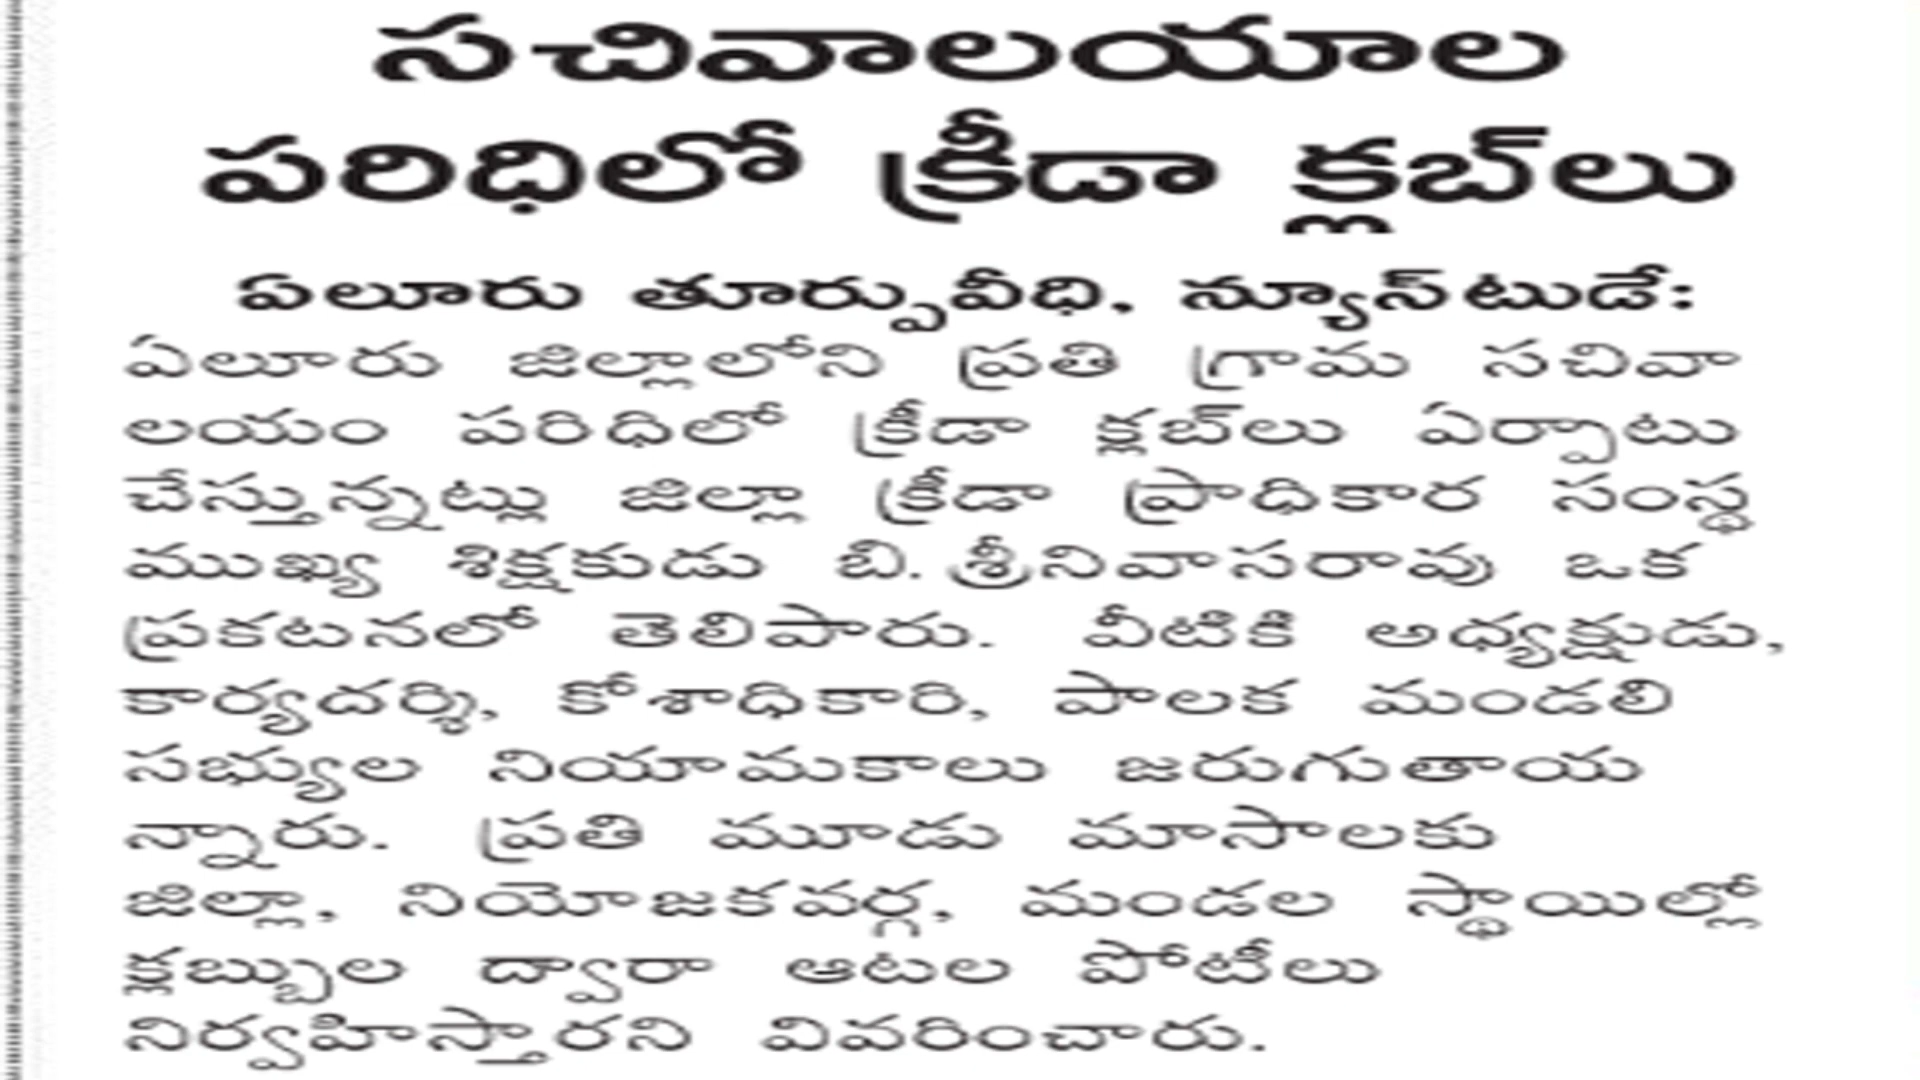 సచివాలయాల
పరిధిలో క్రీడా క్లబ్‌లు
ఏలూరు తూర్పువీధి, న్యూస్‌టుడే:
ఏలూరు జిల్లాలోని ప్రతి గ్రామ సచివా
లయం పరిధిలో క్రీడా క్లబ్‌లు ఏర్పాటు
చేస్తున్నట్లు జిల్లా క్రీడా ప్రాధికార సంస్థ
ముఖ్య శిక్షకుడు బి. శ్రీనివాసరావు ఒక
ప్రకటనలో తెలిపారు. వీటికి అధ్యక్షుడు,
కార్యదర్శి, కోశాధికారి, పాలక మండలి
సభ్యుల నియామకాలు జరుగుతాయ
న్నారు. ప్రతి మూడు మాసాలకు
జిల్లా, నియోజకవర్గ, మండల స్థాయిల్లో
క్లబ్బుల ద్వారా ఆటల పోటీలు
నిర్వహిస్తారని వివరించారు.